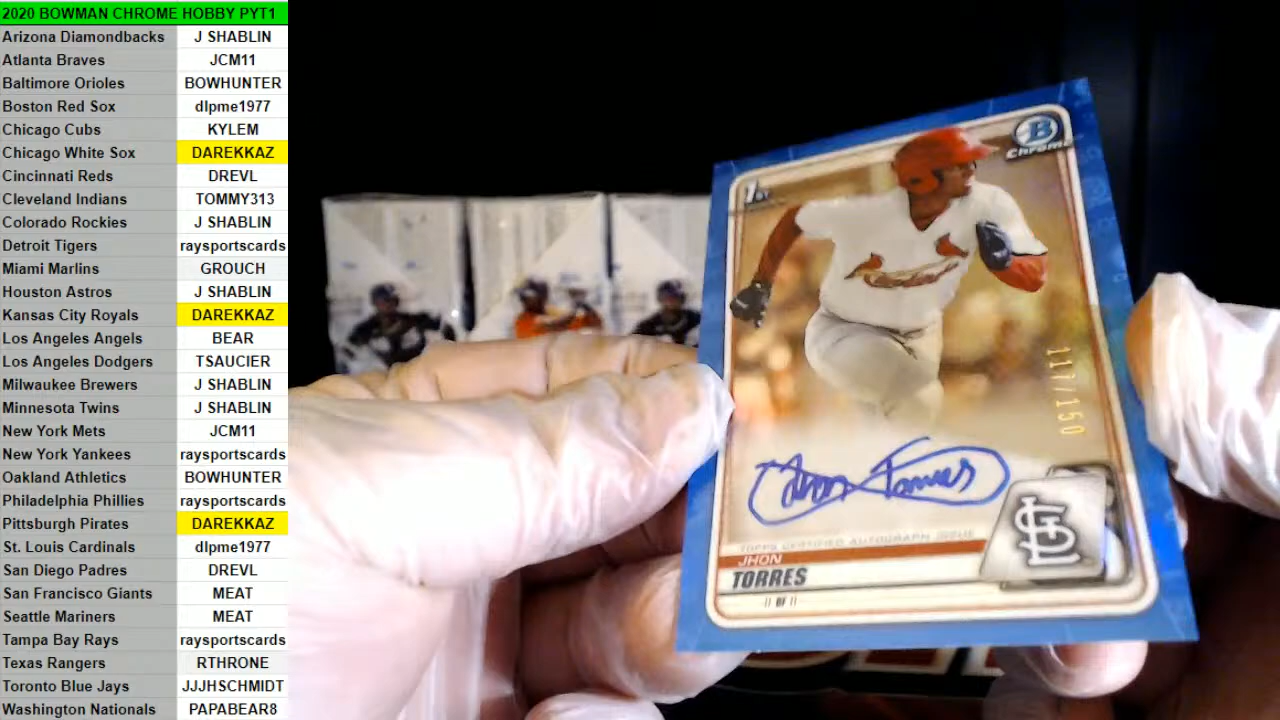 2020 BOWMAN CHROME HOBBY PYT1
Arizona Diamondbacks J SHABLIN
Atlanta Braves JCM11
Baltimore Orioles BOWHUNTER
Boston Red Sox dlpme1977
Chicago Cubs KYLEM
Chicago White Sox DAREKKAZ
Cincinnati Reds DREVL
Cleveland Indians TOMMY313
Colorado Rockies J SHABLIN
Detroit Tigers raysportscards
Miami Marlins GROUCH
Houston Astros J SHABLIN
Kansas City Royals DAREKKAZ
Los Angeles Angels BEAR
Los Angeles Dodgers TSAUCIER
Milwaukee Brewers J SHABLIN
Minnesota Twins J SHABLIN
New York Mets JCM11
New York Yankees raysportscards
Oakland Athletics BOWHUNTER
Philadelphia Phillies raysportscards
Pittsburgh Pirates DAREKKAZ
St. Louis Cardinals dlpme1977
San Diego Padres DREVL
San Francisco Giants MEAT
Seattle Mariners MEAT
Tampa Bay Rays raysportscards
Texas Rangers RTHRONE
Toronto Blue Jays JJJHSCHMIDT
Washington Nationals PAPABEAR8
B
Chrome
1st
117/150
Jhon Torres
TOPPS CERTIFIED AUTOGRAPH ISSUE
JHON
TORRES
OF
STL